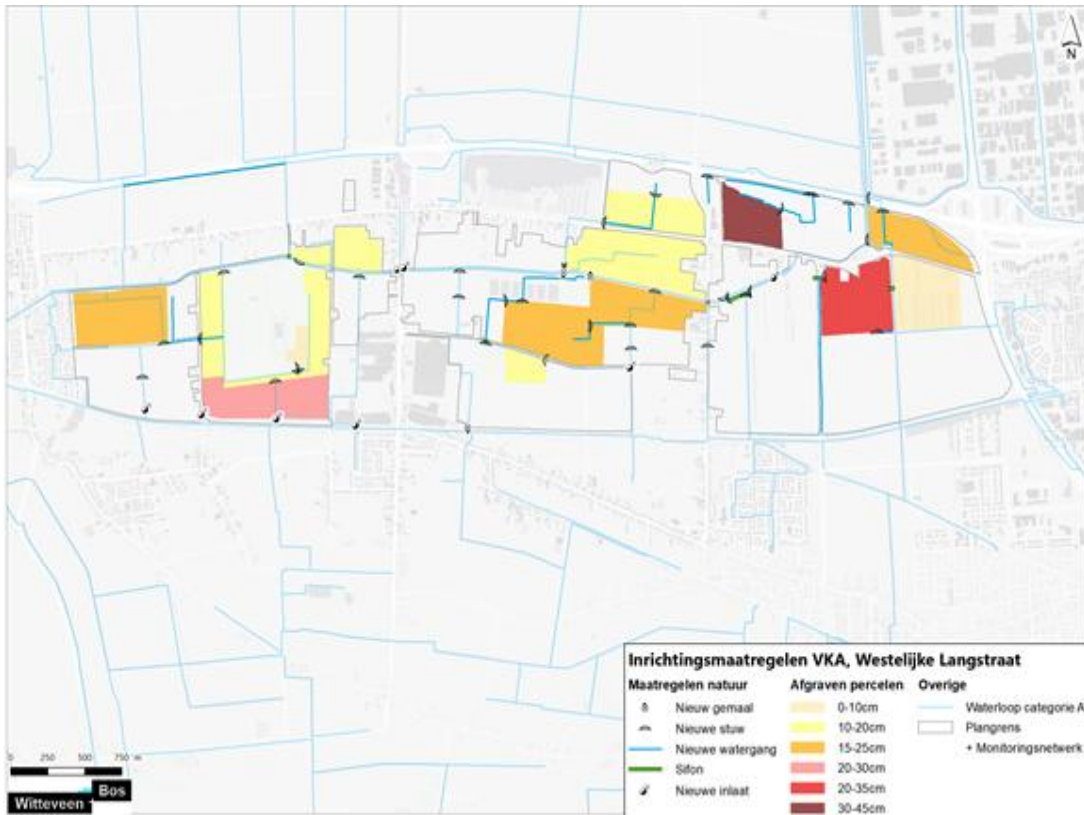 N
Inrichtingsmaatregelen VKA, Westelijke Langstraat
Maatregelen natuur
Nieuw gemaal
Nieuwe stuw
Nieuwe watergang
Sifon
Nieuwe inlaat
Afgraven percelen
0-10cm
10-20cm
15-25cm
20-30cm
20-35cm
30-45cm
Overige
Waterloop categorie A
Plangrens
+ Monitoringsnetwerk
0 250 500 750 m
Witteveen Bos